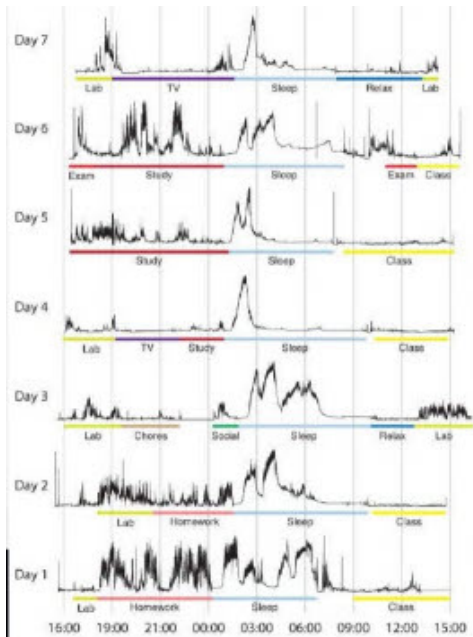 Day 7
Lab TV Sleep Relax Lab
Day 6
Exam Study Sleep Exam Class
Day 5
Study Sleep Class
Day 4
Lab TV Study Sleep Class
Day 3
Lab Chores Social Sleep Relax Lab
Day 2
Lab Homework Sleep Class
Day 1
Lab Homework Sleep Class
16:00 19:00 21:00 00:00 03:00 06:00 09:00 12:00 15:00